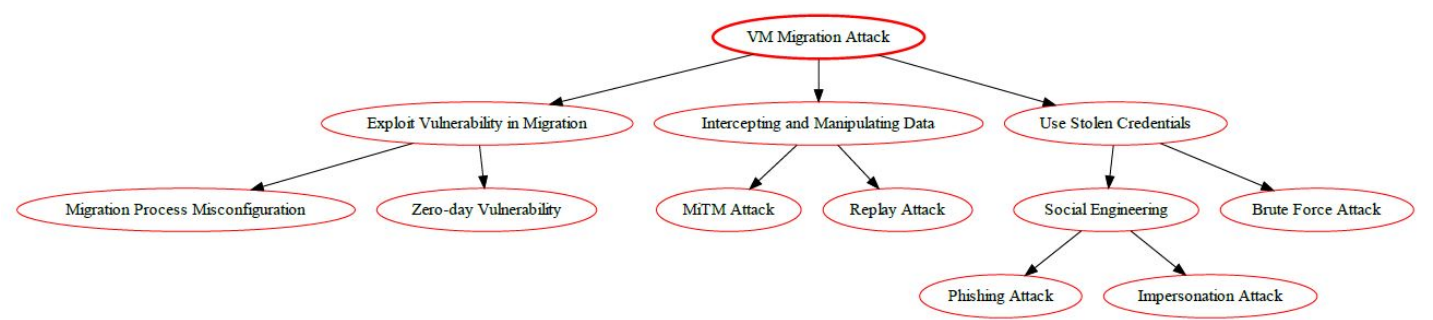 VM Migration Attack
Exploit Vulnerability in Migration
Intercepting and Manipulating Data
Use Stolen Credentials
Migration Process Misconfiguration
Zero-day Vulnerability
MiTM Attack
Replay Attack
Social Engineering
Brute Force Attack
Phishing Attack
Impersonation Attack